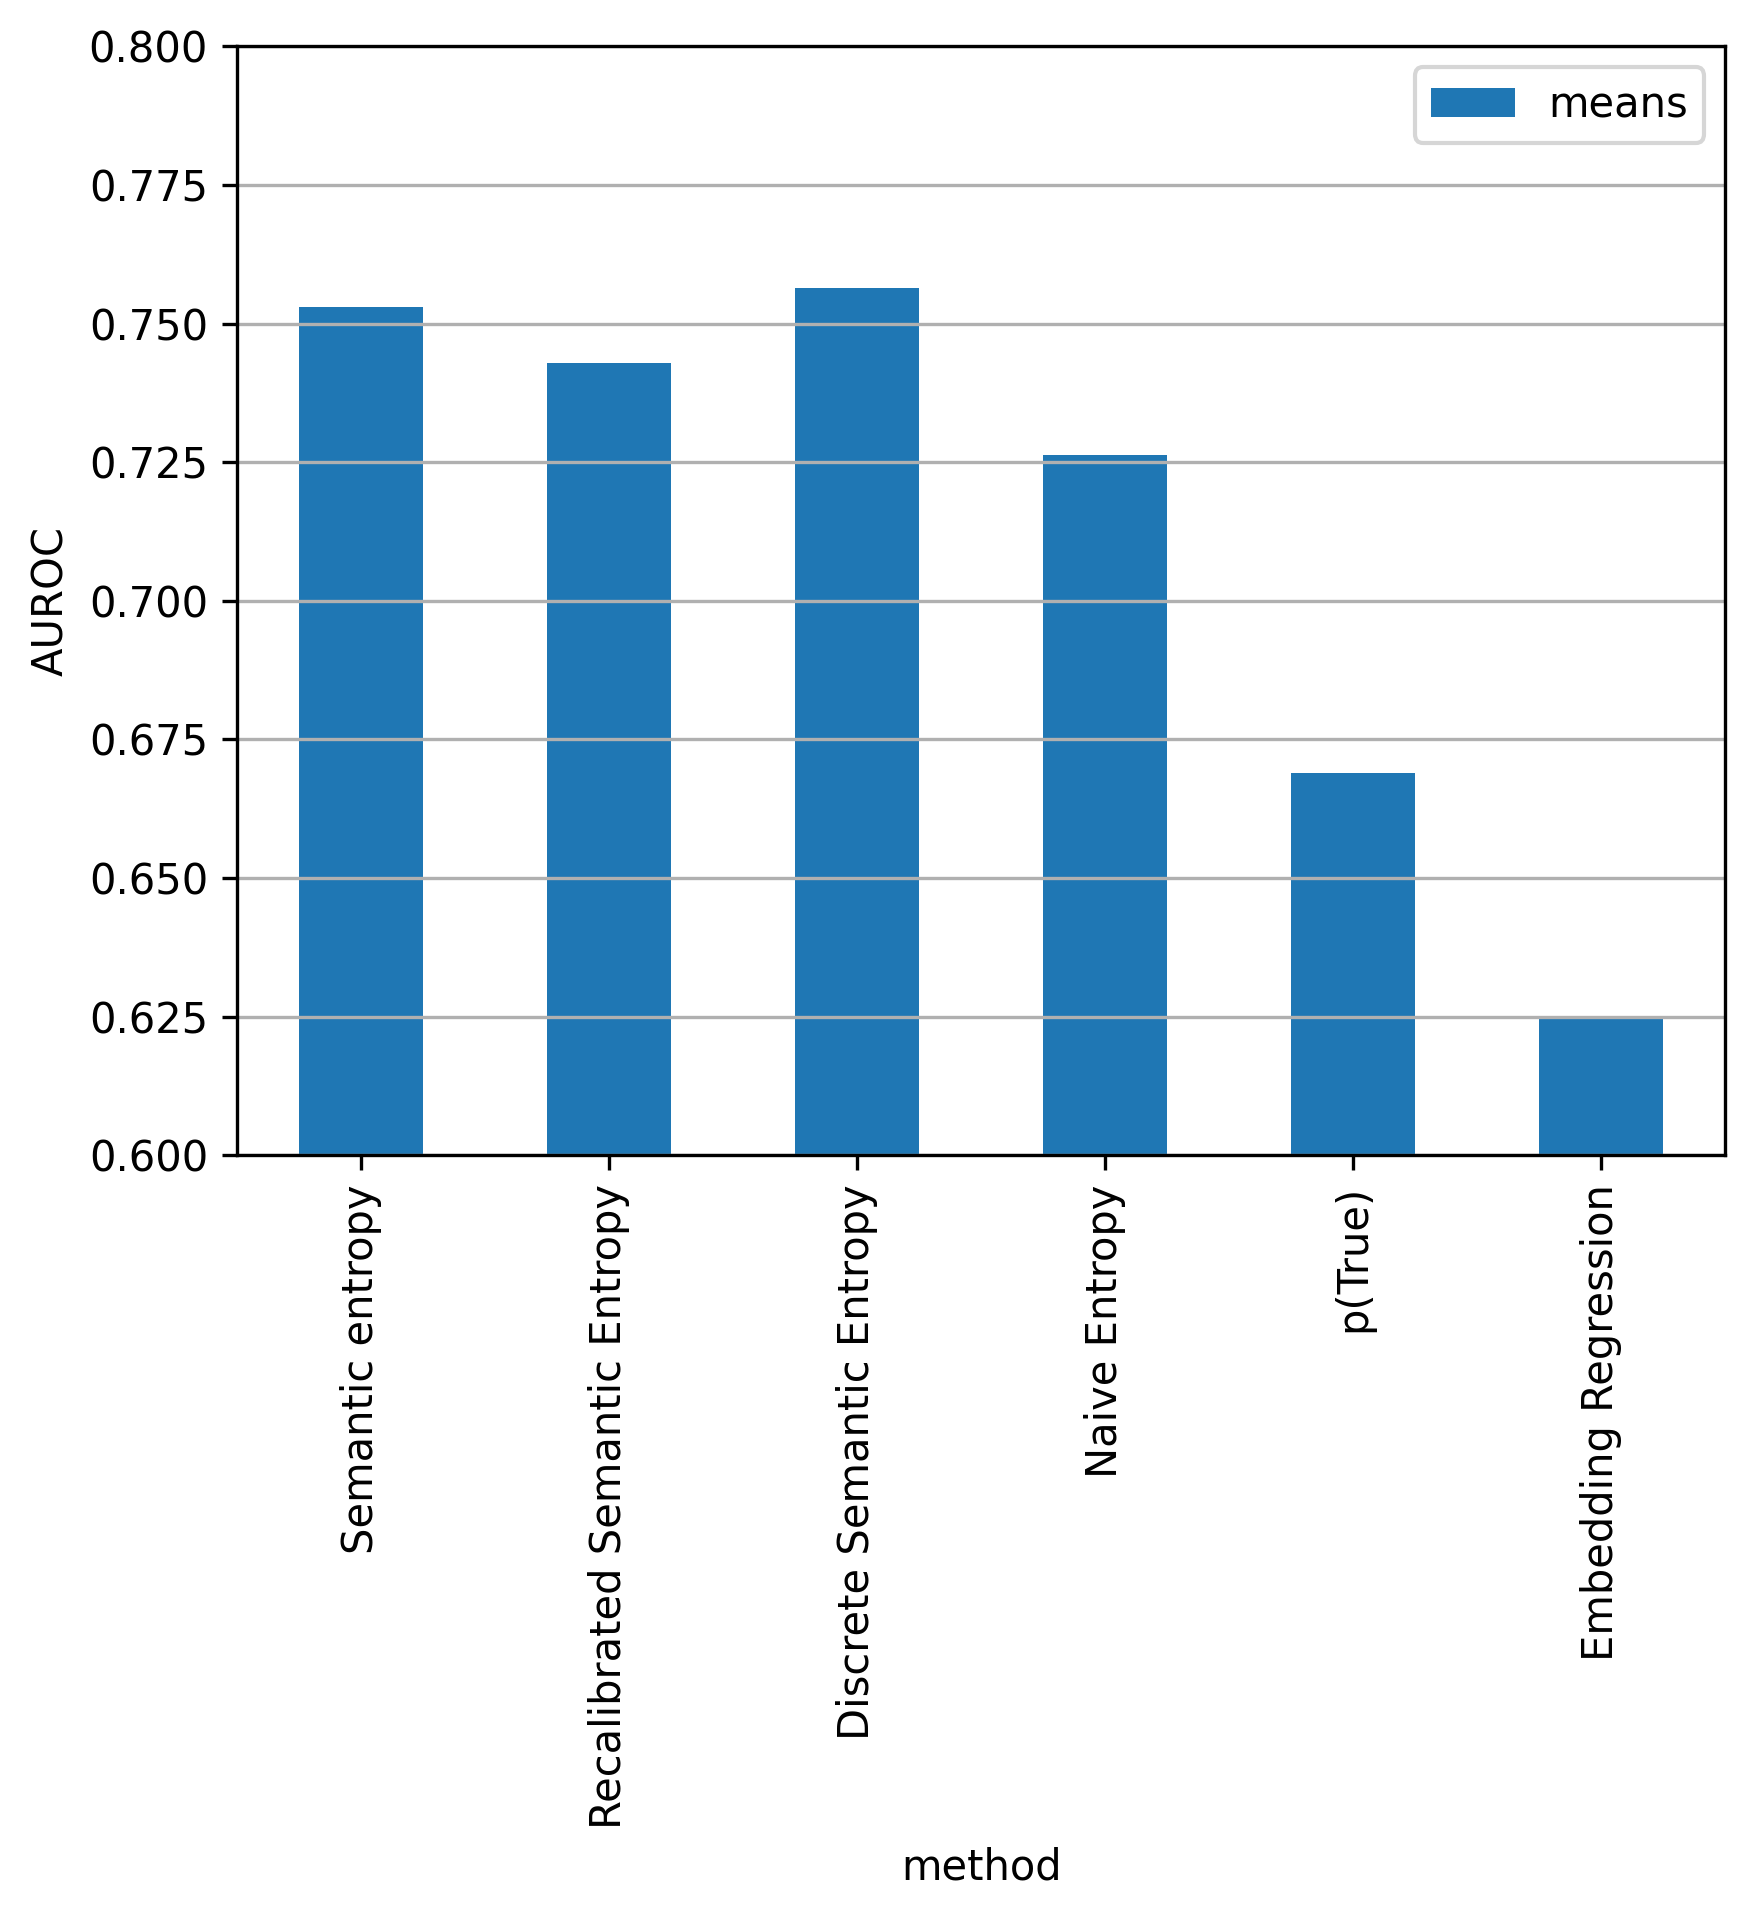 0.800
0.775
0.750
0.725
0.700
0.675
0.650
0.625
0.600
AUROC
means
Semantic entropy
Recalibrated Semantic Entropy
Discrete Semantic Entropy
Naive Entropy
p(True)
Embedding Regression
method